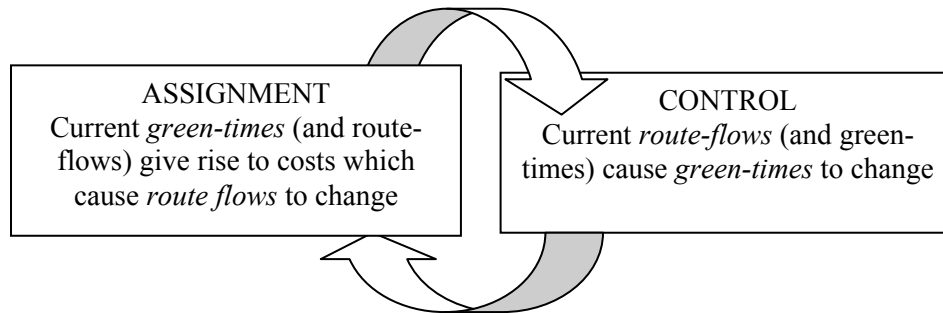 ASSIGNMENT
Current green-times (and route-
flows) give rise to costs which
cause route flows to change
CONTROL
Current route-flows (and green-
times) cause green-times to change